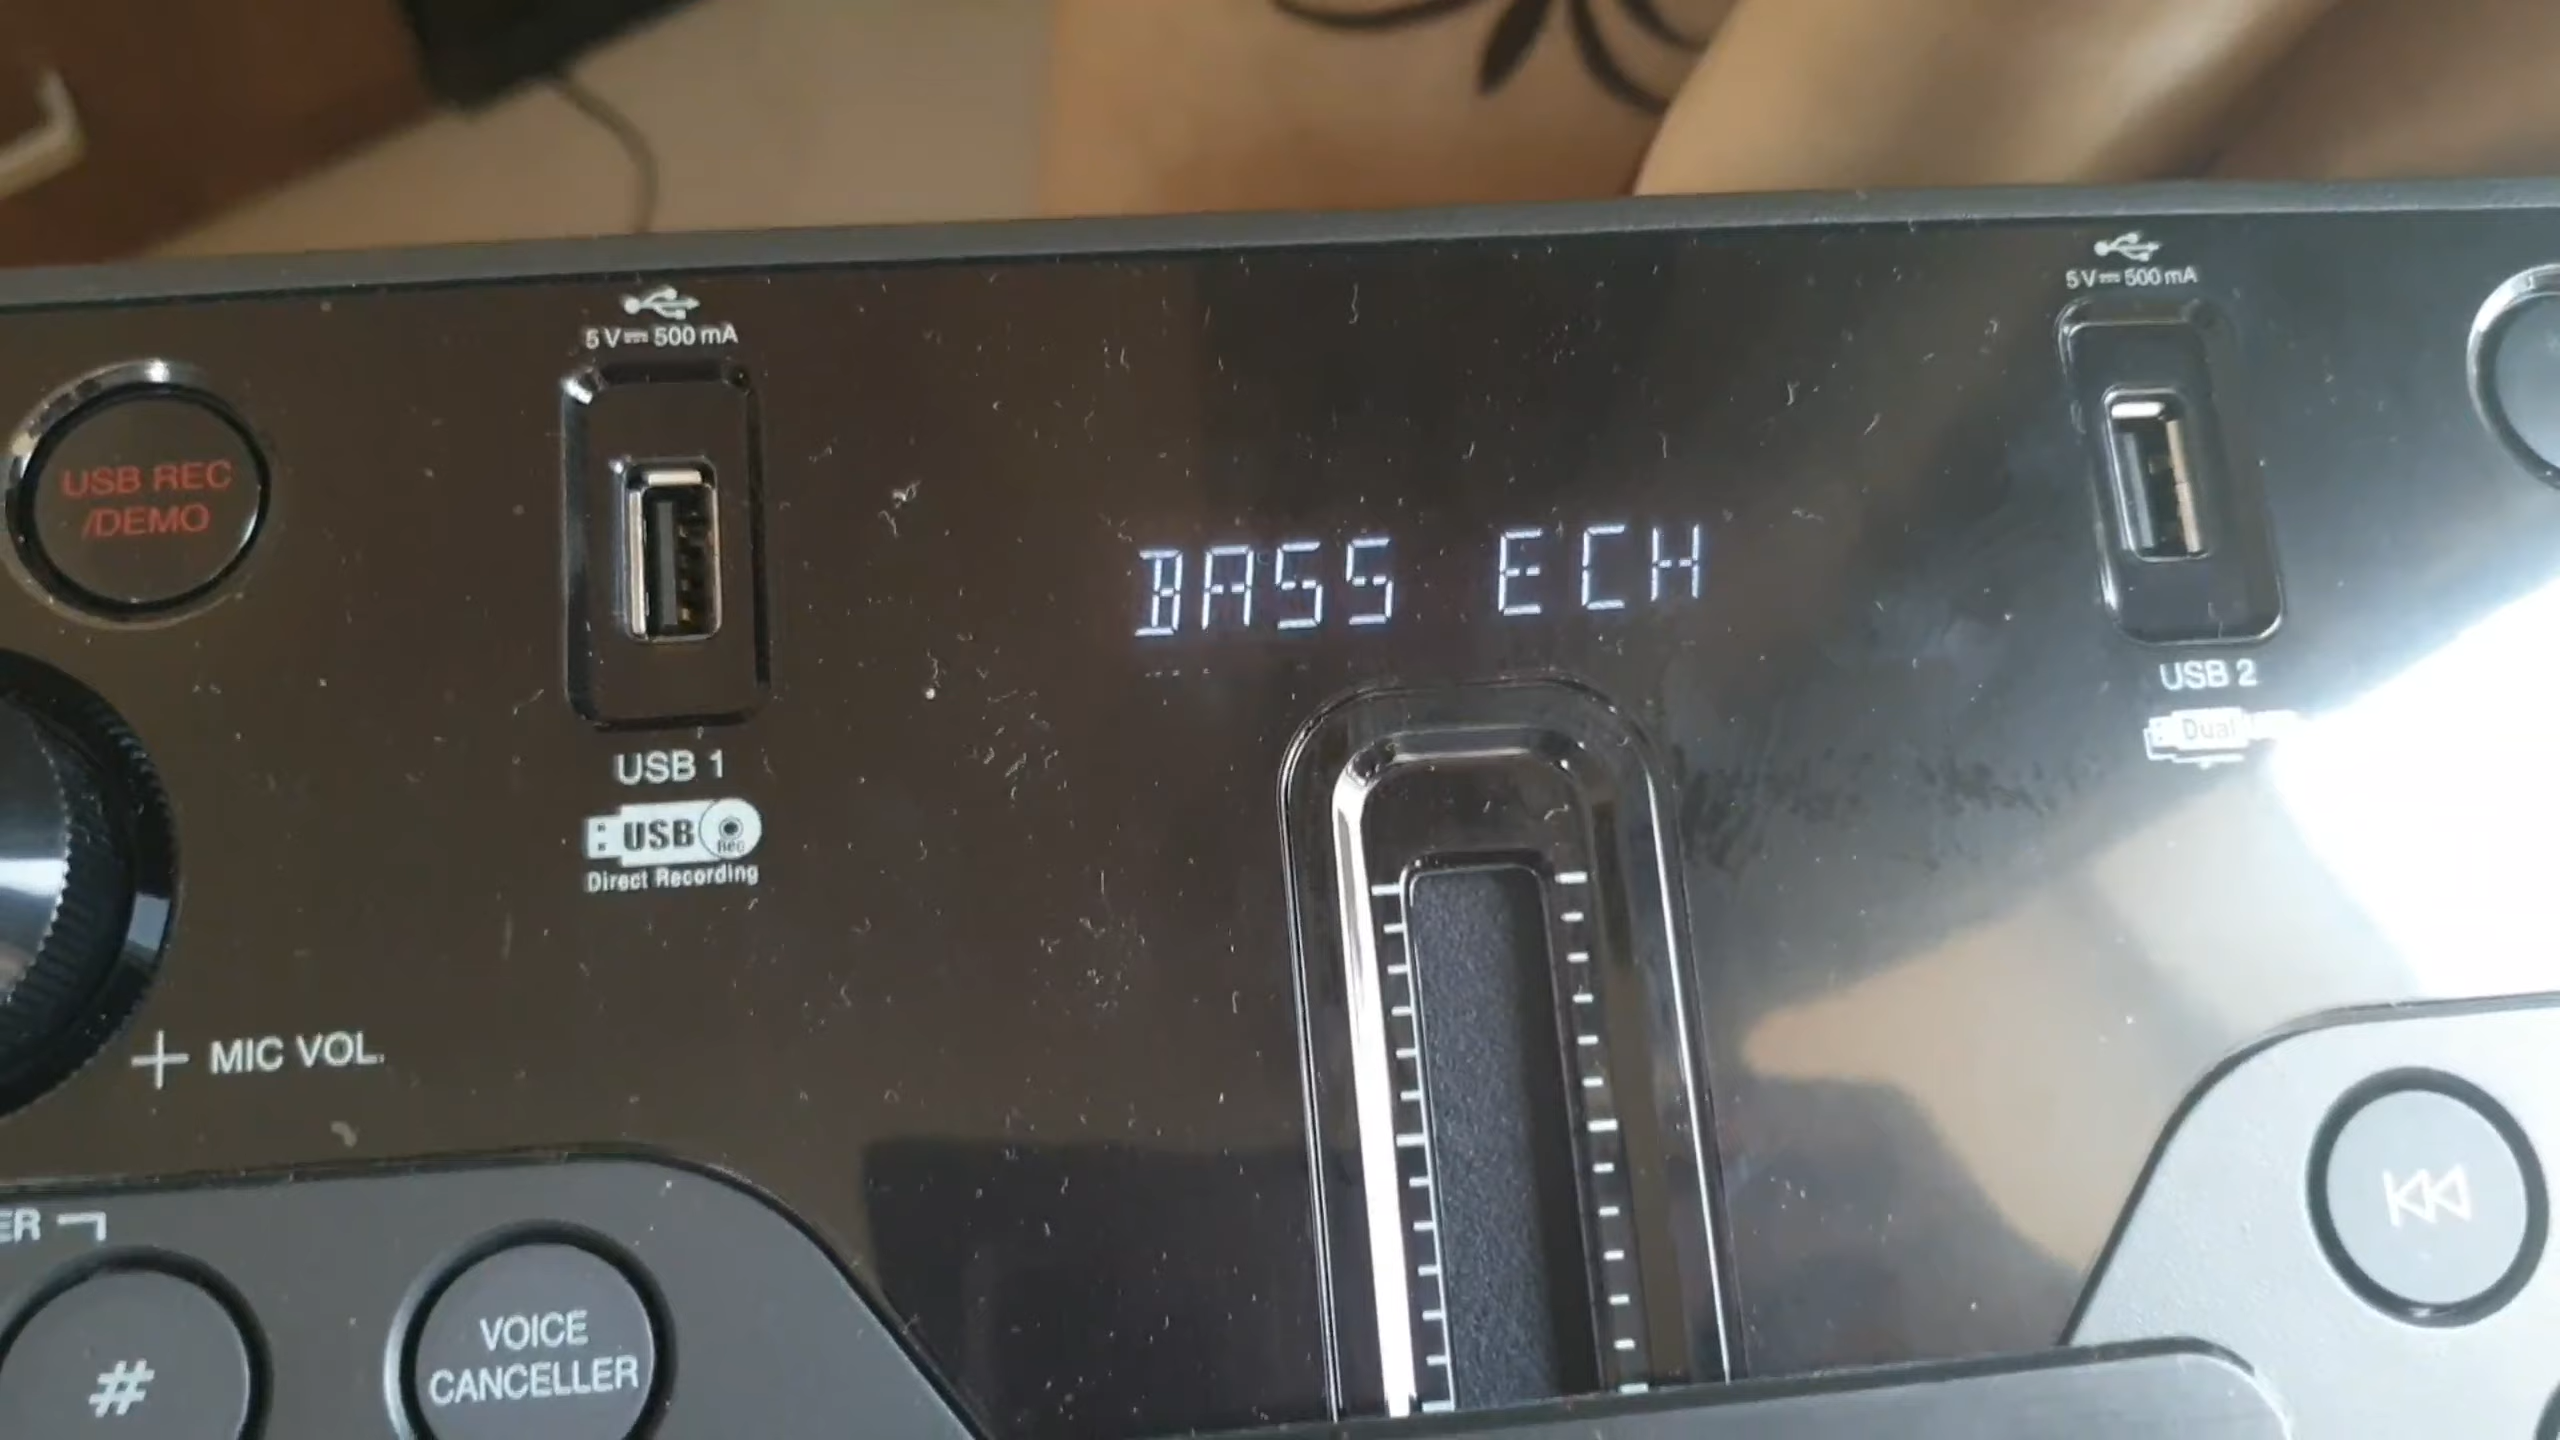 5 V⎓500 mA
5 V⎓500 mA
USB REC
/DEMO
BASS ECH
USB 1
USB Rec
Direct Recording
USB 2
Dual
MIC VOL.
ER
#
VOICE
CANCELLER